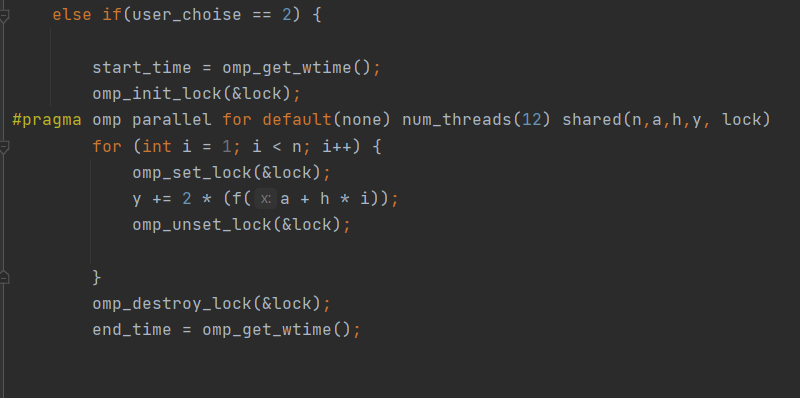 else if(user_choise == 2) {
start_time = omp_get_wtime();
omp_init_lock(&lock);
#pragma omp parallel for default(none) num_threads(12) shared(n,a,h,y, lock)
for (int i = 1; i < n; i++) {
omp_set_lock(&lock);
y += 2 * (f( x: a + h * i));
omp_unset_lock(&lock);
}
omp_destroy_lock(&lock);
end_time = omp_get_wtime();